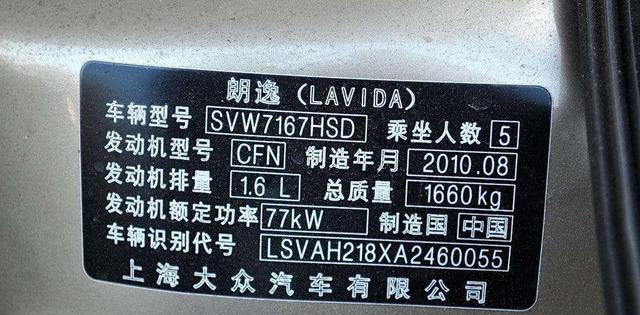 朗逸（LAVIDA）
车辆型号 SVW7167HSD 乘坐人数 5
发动机型号 CFN 制造年月 2010.08
发动机排量 1.6 L 总质量 1660kg
发动机额定功率 77kW 制造国 中国
车辆识别代号 LSVAH218XA2460055
上海大众汽车有限公司